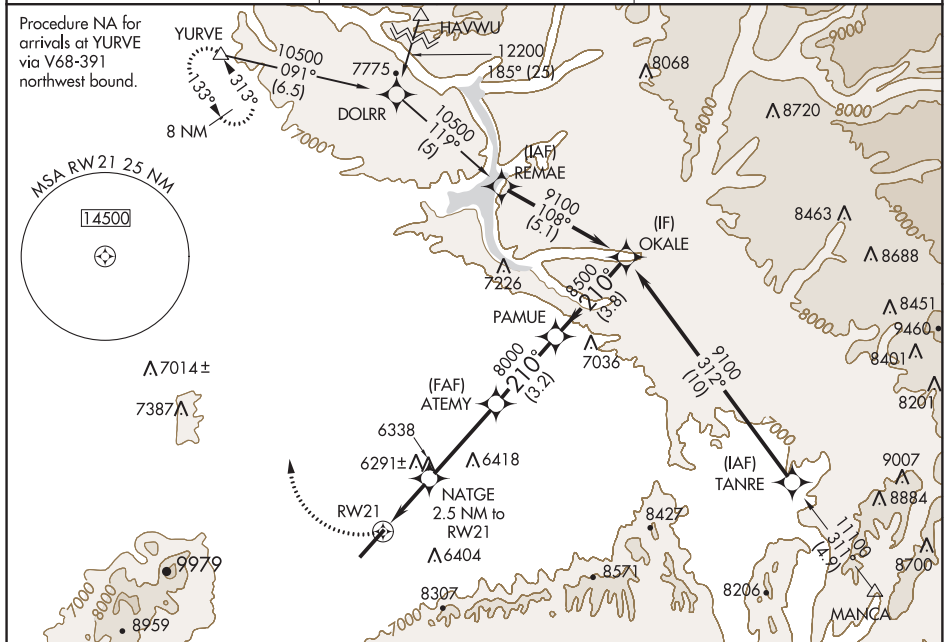 Procedure NA for
arrivals at YURVE
via V68-391
northwest bound.
YURVE
HAVWU
10500
091°
(6.5)
12200
185° (25)
7775
313°
133°
8 NM
DOLRR
8068
8720
8000
7000
10500
119°
(5)
(IAF)
REMAE
MSA RW21 25 NM
14500
9100
108°
(5.1)
(IF)
OKALE
8463
9000
8688
7226
8500
210°
(3.8)
8451
8000
9460
PAMUE
7036
8401
8201
8000
210°
(3.2)
9100
312°
(10)
7014±
7387
(FAF)
ATEMY
7000
6338
6291±
6418
(IAF)
TANRE
9007
8884
NATGE
2.5 NM to
RW21
RW21
8427
6404
11100
311°
(4.9)
8700
9979
8571
8206
7000
8000
8307
MANCA
8959
7000